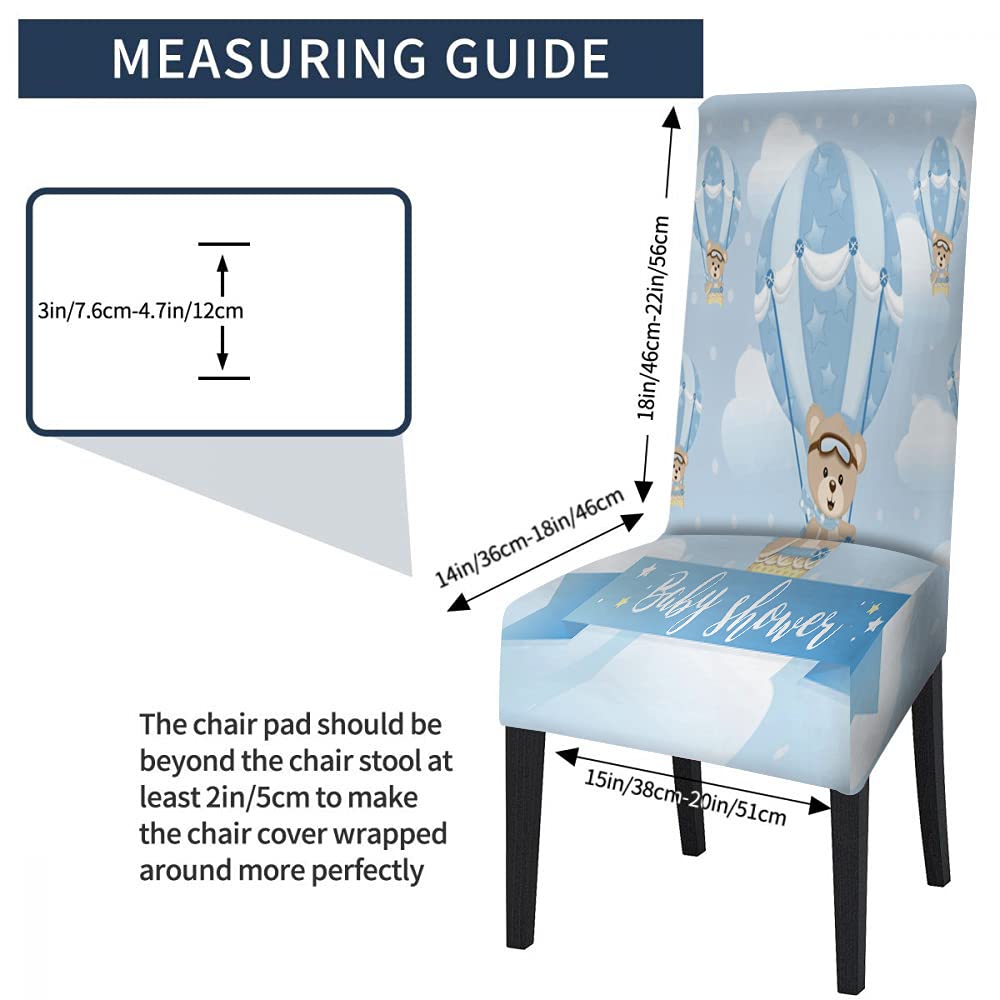 MEASURING GUIDE
3in/7.6cm-4.7in/12cm
18in/46cm-22in/56cm
14in/36cm-18in/46cm
Baby Shower
15in/38cm-20in/51cm
The chair pad should be
beyond the chair stool at
least 2in/5cm to make
the chair cover wrapped
around more perfectly